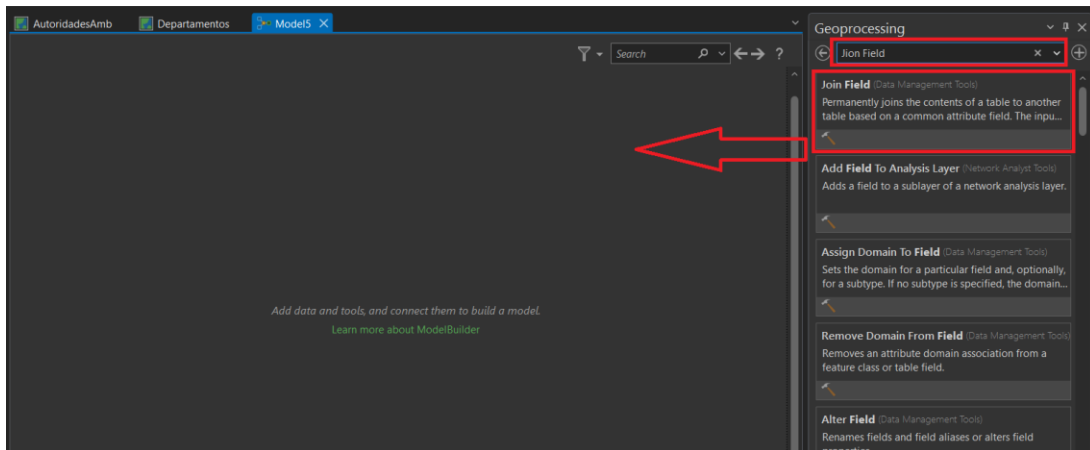 AutoridadesAmb
Departamentos
Model5
Search
?
Add data and tools, and connect them to build a model.
Learn more about ModelBuilder
Geoprocessing
Jion Field
Join Field (Data Management Tools)
Permanently joins the contents of a table to another
table based on a common attribute field. The inpu...
Add Field To Analysis Layer (Network Analyst Tools)
Adds a field to a sublayer of a network analysis layer.
Assign Domain To Field (Data Management Tools)
Sets the domain for a particular field and, optionally,
for a subtype. If no subtype is specified, the domain...
Remove Domain From Field (Data Management Tools)
Removes an attribute domain association from a
feature class or table field.
Alter Field (Data Management Tools)
Renames fields and field aliases or alters field